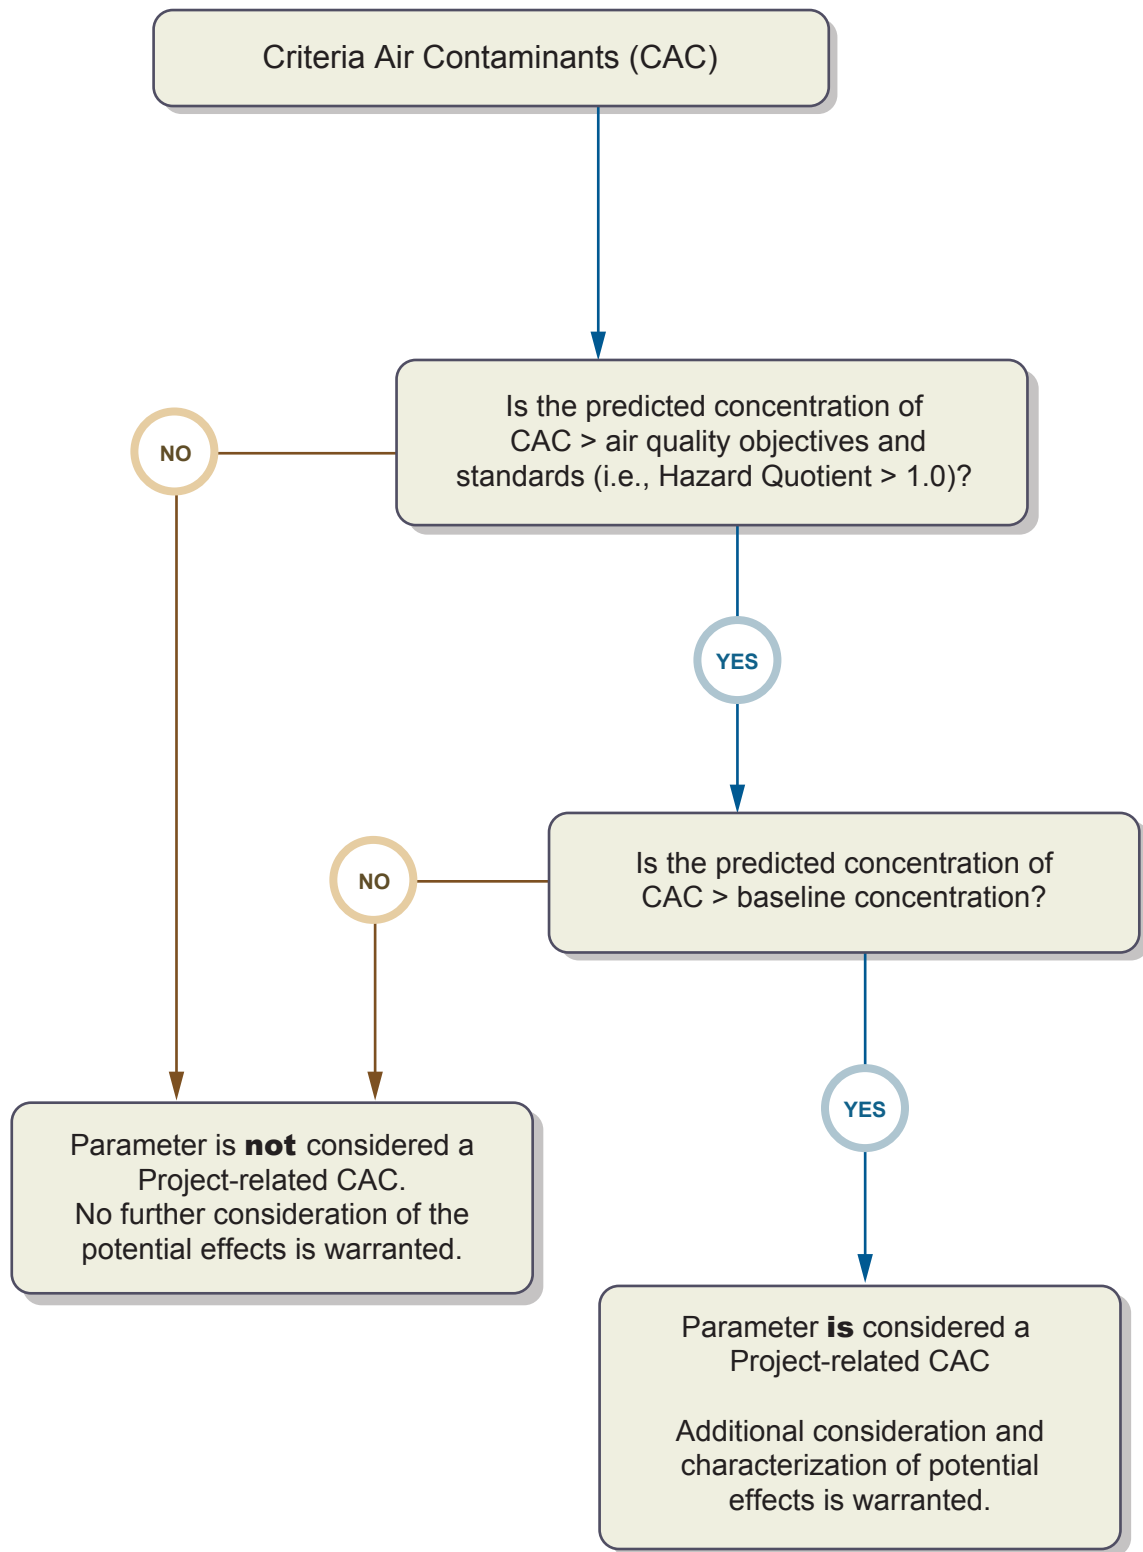 Criteria Air Contaminants (CAC)
Is the predicted concentration of
CAC > air quality objectives and
standards (i.e., Hazard Quotient > 1.0)?
NO
YES
Is the predicted concentration of
CAC > baseline concentration?
NO
YES
Parameter is not considered a
Project-related CAC.
No further consideration of the
potential effects is warranted.
Parameter is considered a
Project-related CAC
Additional consideration and
characterization of potential
effects is warranted.